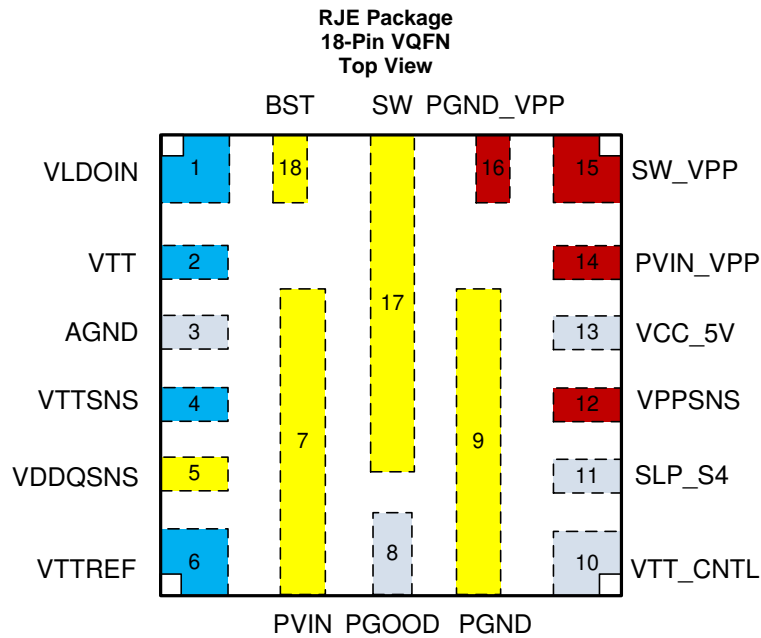 RJE Package
18-Pin VQFN
Top View
BST SW PGND_VPP
VLDOIN 1 18 16 15 SW_VPP
VTT 2 14 PVIN_VPP
17
AGND 3 13 VCC_5V
VTTSNS 4 12 VPPSNS
7 9
VDDQSNS 5 11 SLP_S4
8
VTTREF 6 10 VTT_CNTL
PVIN PGOOD PGND